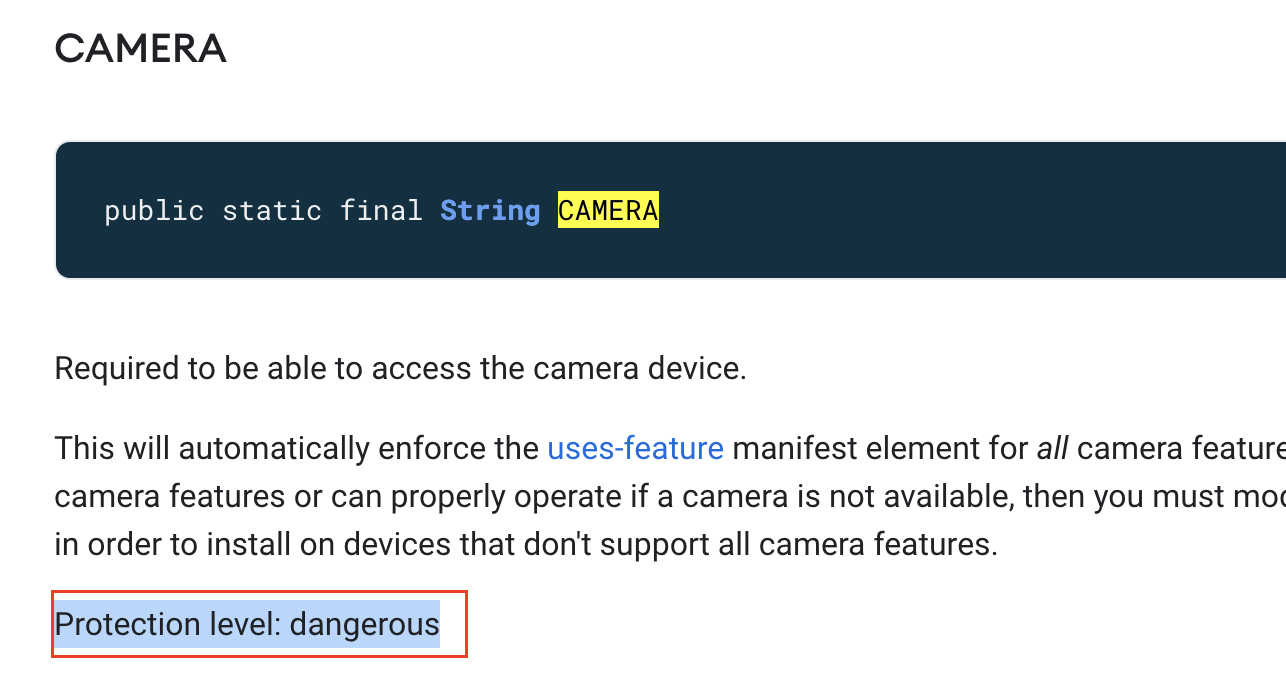 CAMERA
public static final String CAMERA
Required to be able to access the camera device.
This will automatically enforce the uses-feature manifest element for all camera feature
camera features or can properly operate if a camera is not available, then you must mod
in order to install on devices that don't support all camera features.
Protection level: dangerous